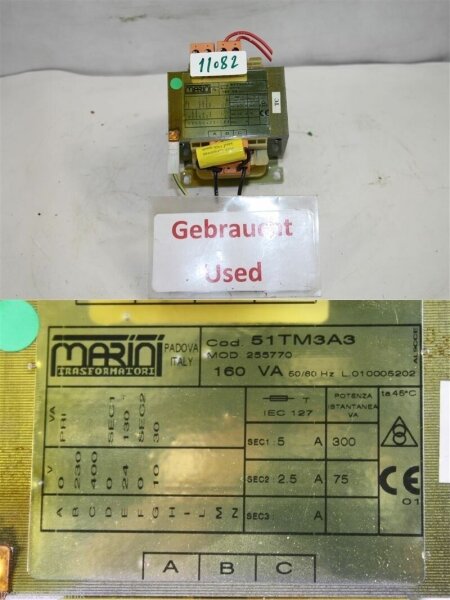 11082
MARINI
A B C
Gebraucht
Used
MARINI
TRASFORMATORI
PADOVA
ITALY
Cod. 51TM3A3
MOD. 255770
160 VA 50/60 Hz L.010005202
VA PRI SEC1 130 SEC2 30
V 0 230 400 0 24 0 10
A B C D E F G H I L M Z
T
IEC 127
POTENZA
ISTANTANEA
VA
ta 45°C
SEC1: 5 A 300
SEC2: 2.5 A 75
SEC3: A
CE
01
A B C